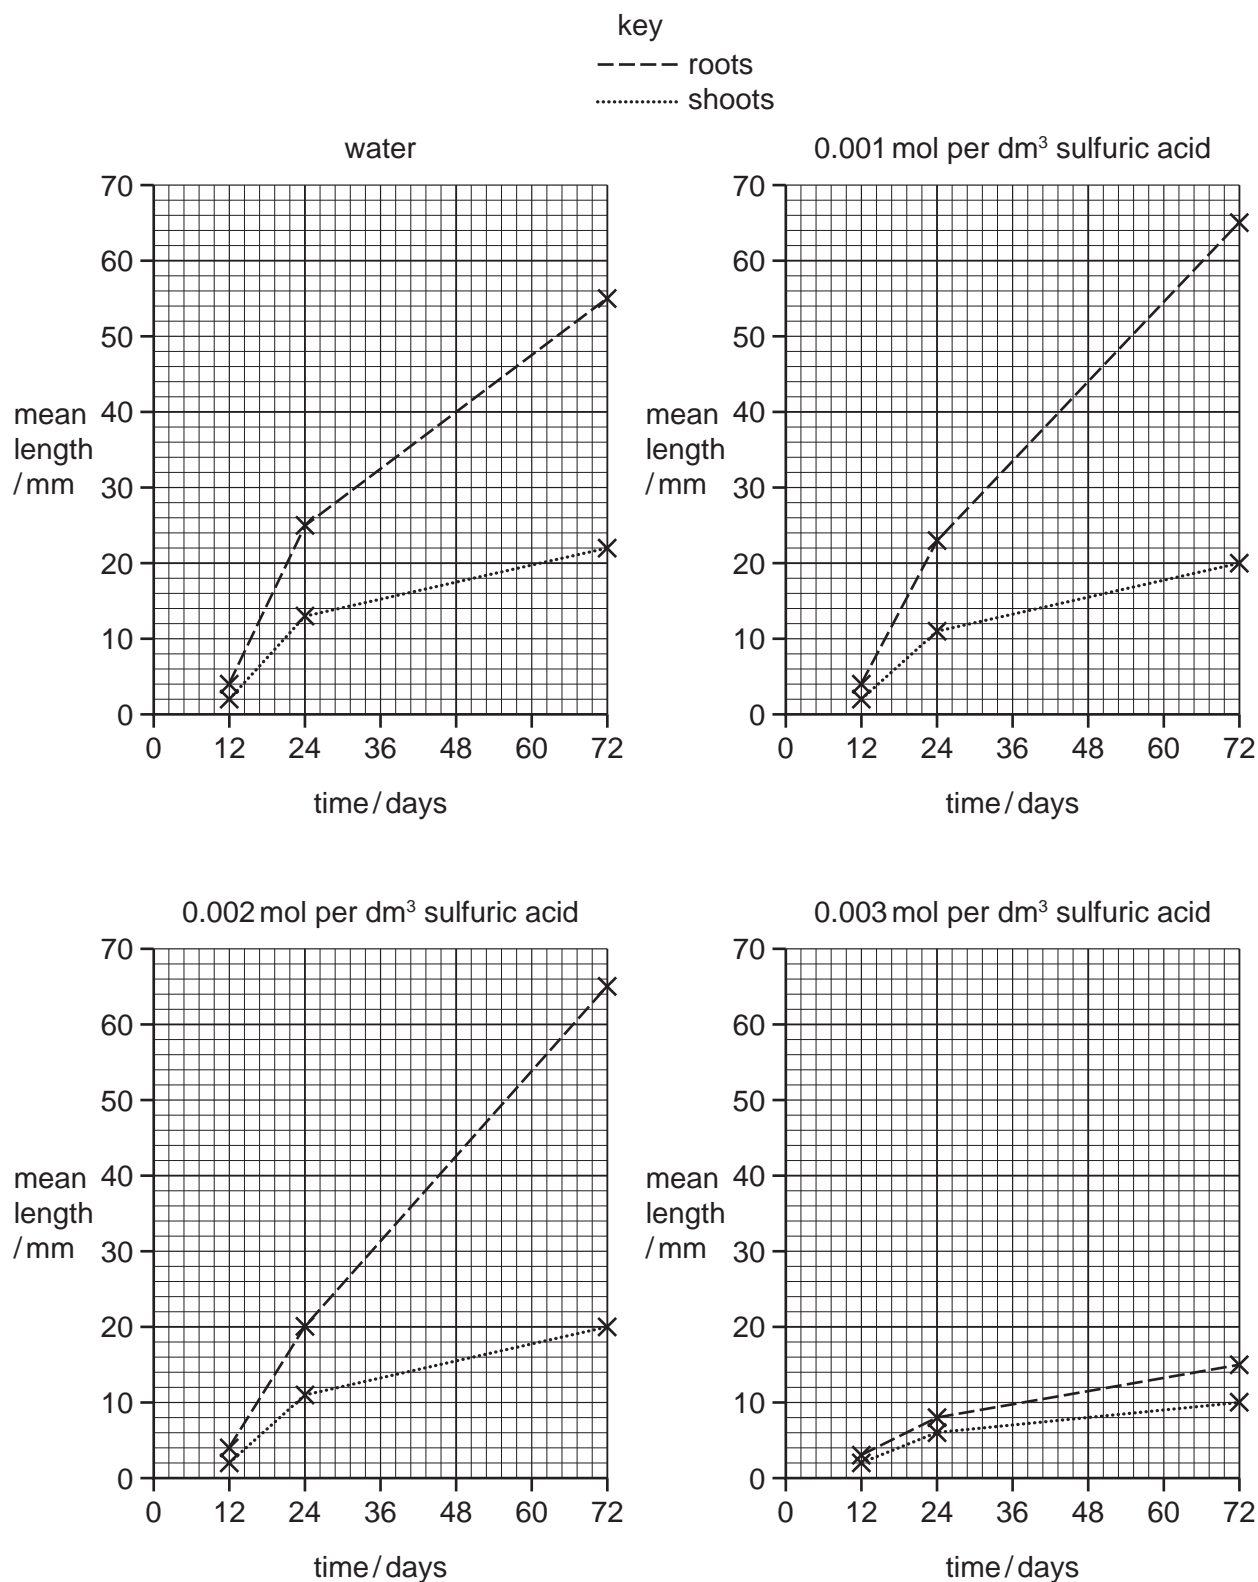 key
roots
shoots
water
70
60
50
40
30
20
10
0
mean
length
/mm
0 12 24 36 48 60 72
time/days
0.001 mol per dm³ sulfuric acid
70
60
50
40
30
20
10
0
mean
length
/mm
0 12 24 36 48 60 72
time/days
0.002 mol per dm³ sulfuric acid
70
60
50
40
30
20
10
0
mean
length
/mm
0 12 24 36 48 60 72
time/days
0.003 mol per dm³ sulfuric acid
70
60
50
40
30
20
10
0
mean
length
/mm
0 12 24 36 48 60 72
time/days